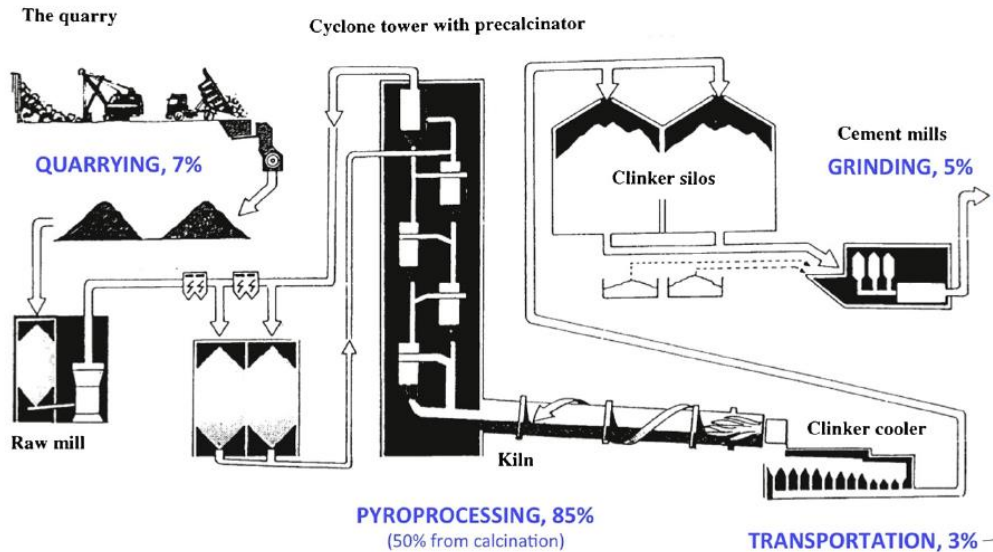 The quarry
Cyclone tower with precalcinator
QUARRYING, 7%
Clinker silos
Cement mills
GRINDING, 5%
Raw mill
Kiln
Clinker cooler
PYROPROCESSING, 85%
(50% from calcination)
TRANSPORTATION, 3%